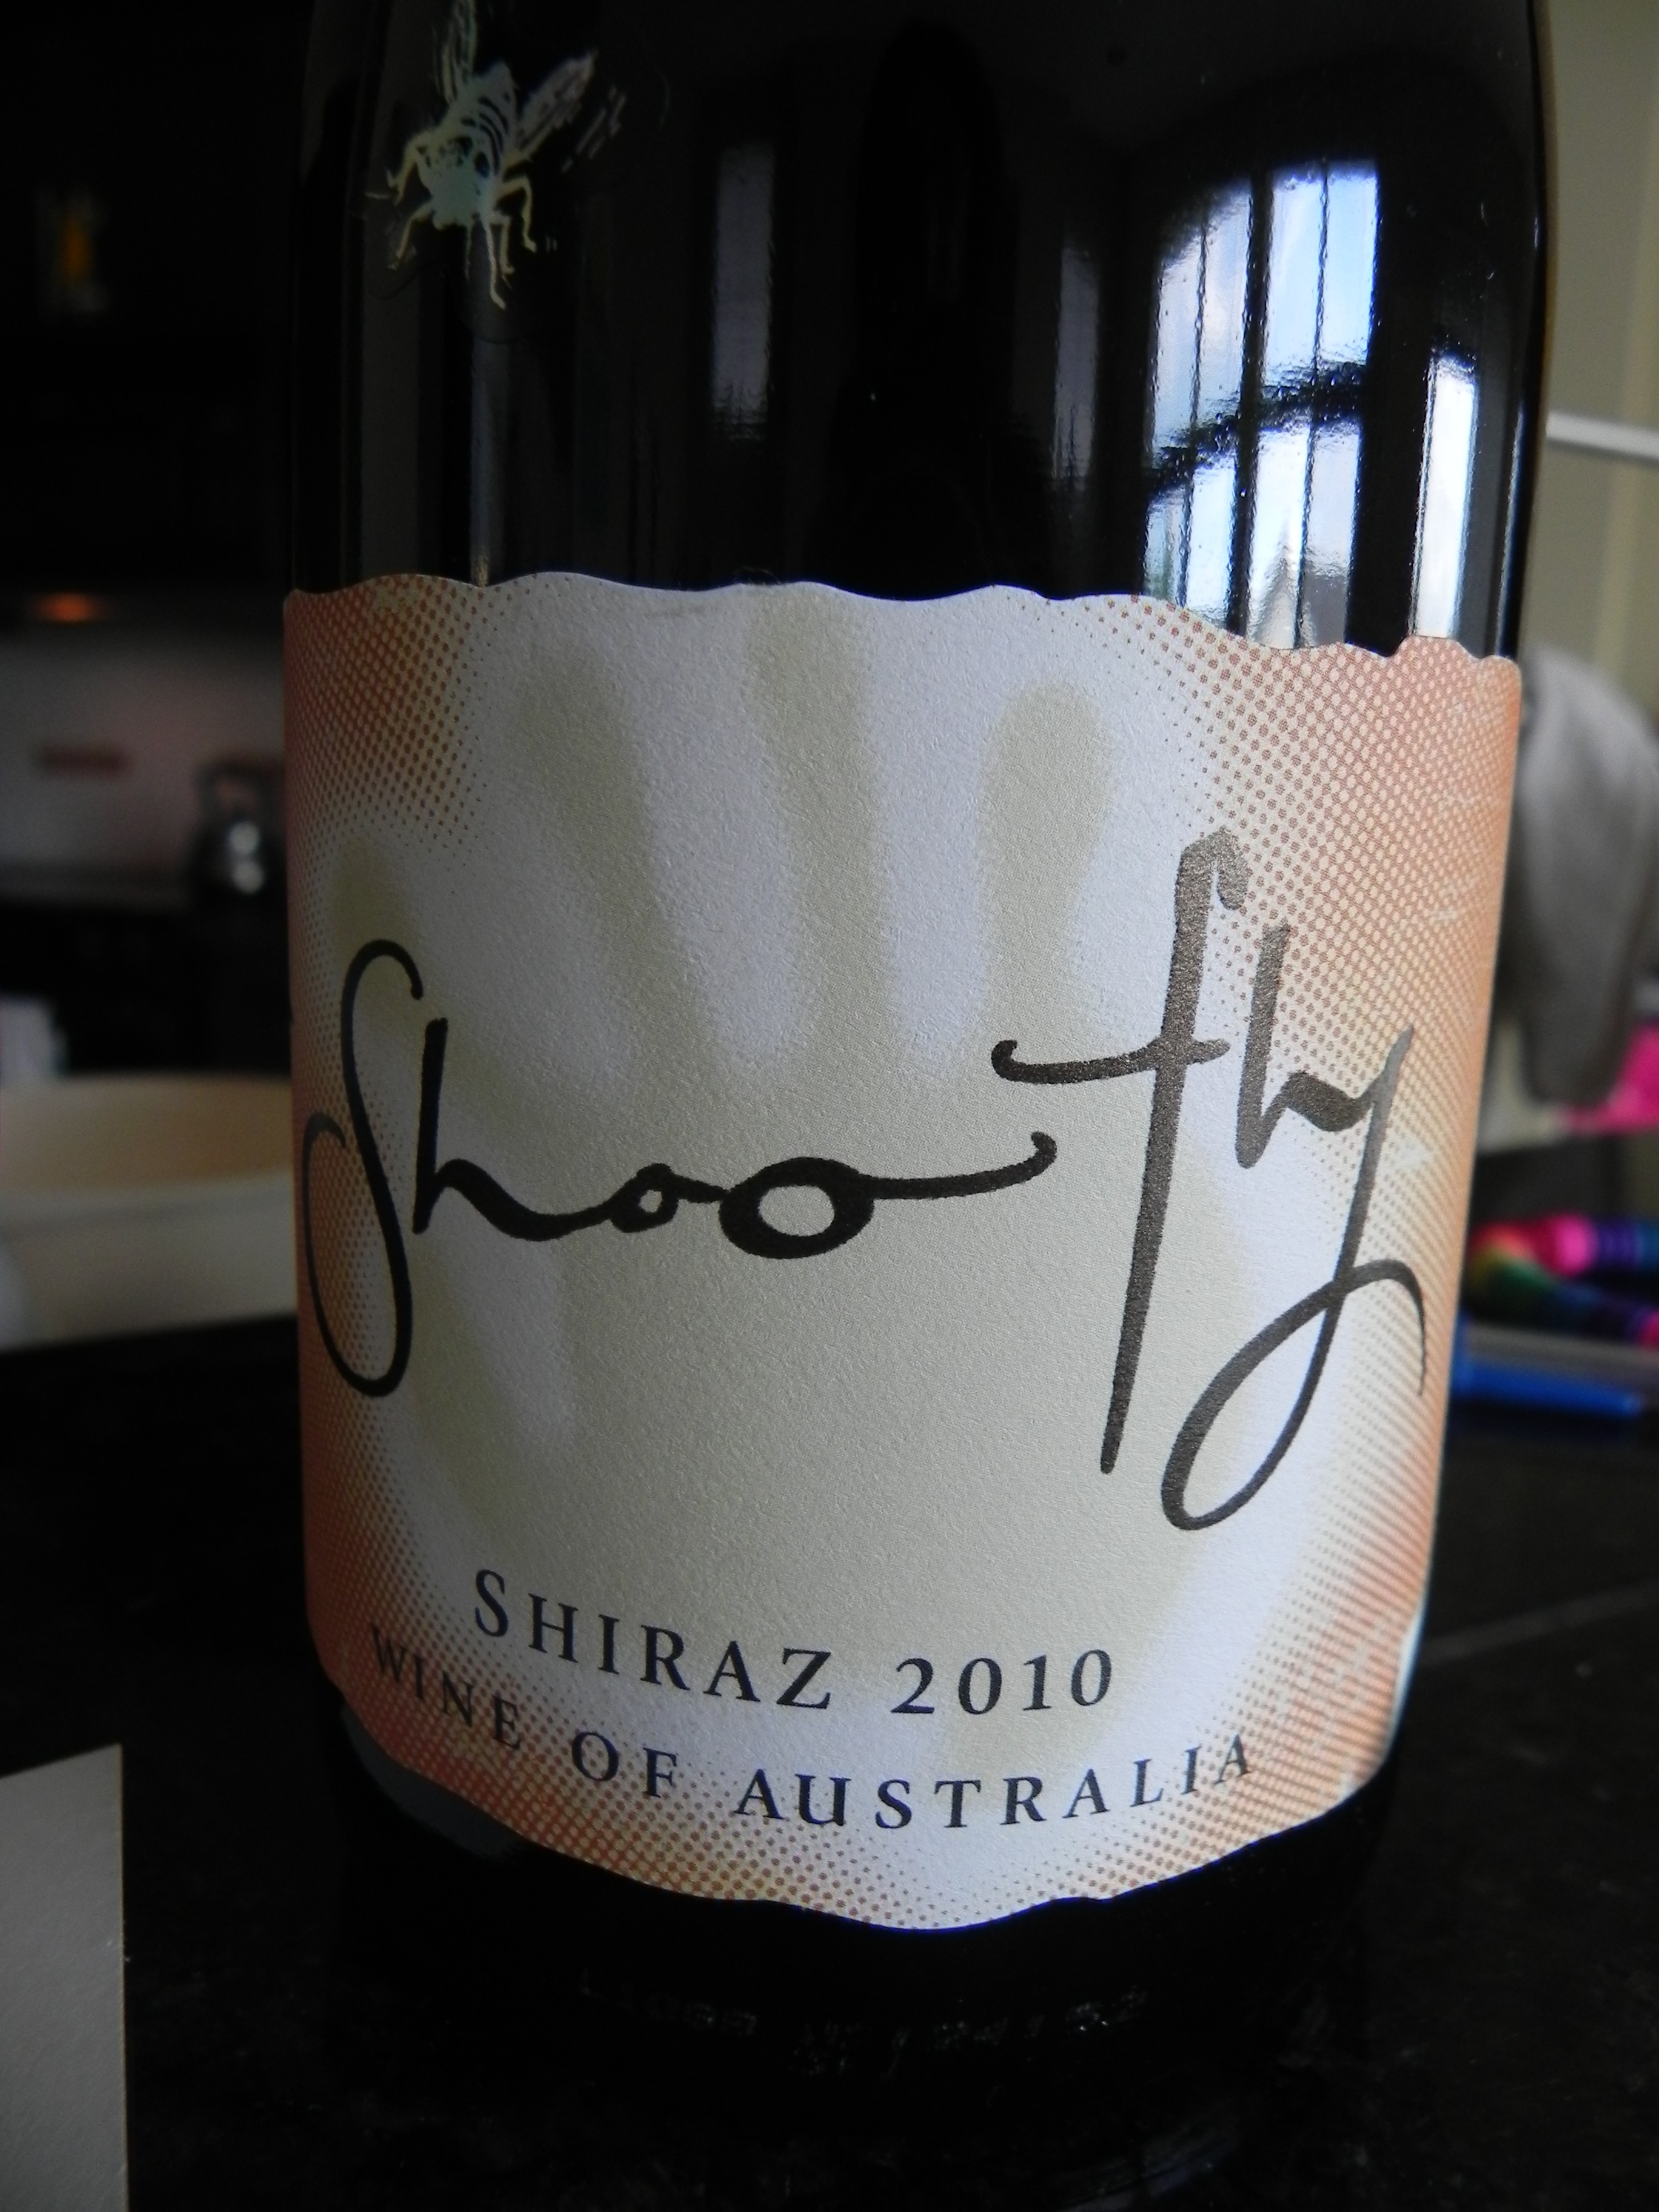 Shoo fly
SHIRAZ 2010
WINE OF AUSTRALIA